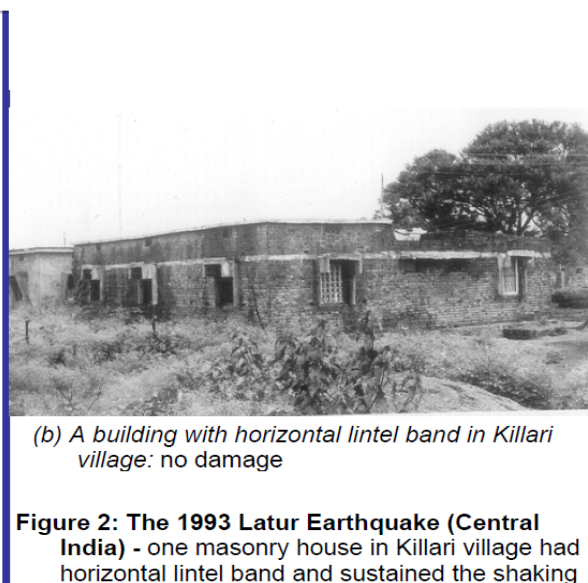 (b) A building with horizontal lintel band in Killari
village: no damage
Figure 2: The 1993 Latur Earthquake (Central
India) - one masonry house in Killari village had
horizontal lintel band and sustained the shaking